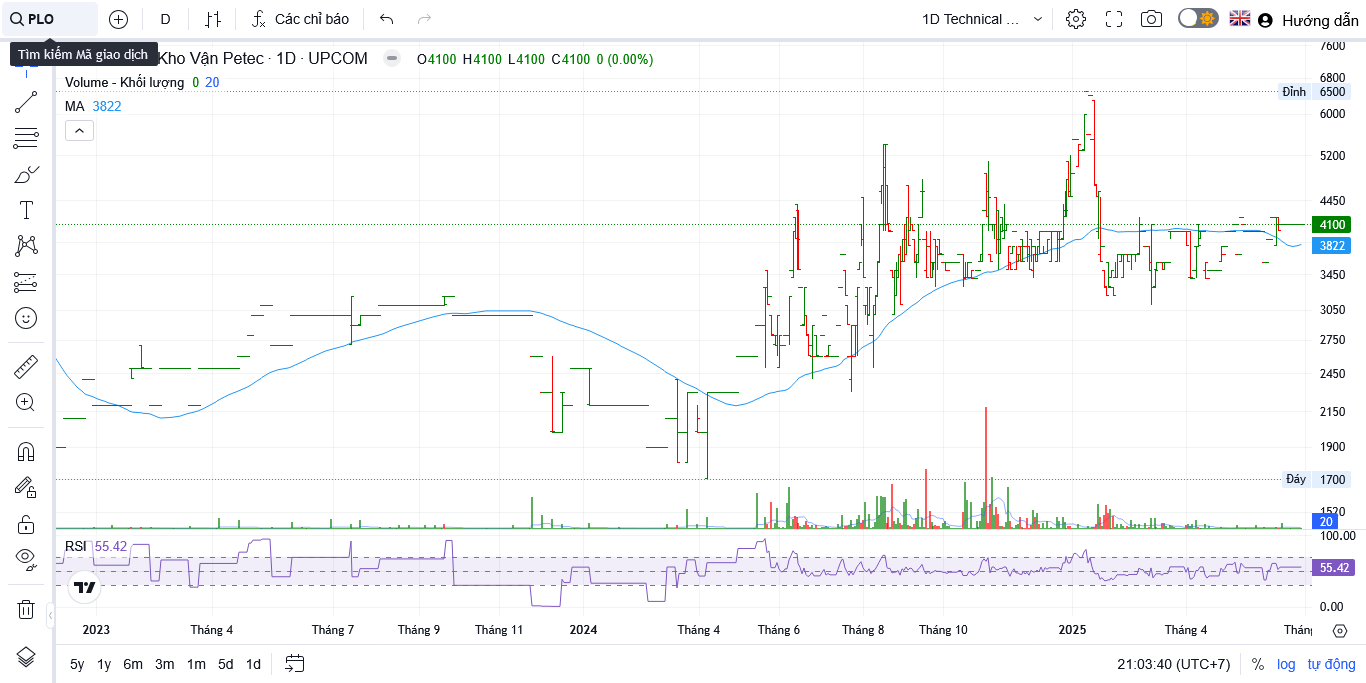 PLO D Các chỉ báo 1D Technical ... Hướng dẫn
Tìm kiếm Mã giao dịch
Kho Vận Petec · 1D · UPCOM O4100 H4100 L4100 C4100 0 (0.00%)
Volume - Khối lượng 0 20
MA 3822
7600
6800
Đỉnh 6500
6000
5200
4450
4100
3822
3450
3050
2750
2450
2150
1900
Đáy 1700
1520
20
RSI 55.42
100.00
55.42
0.00
2023 Tháng 4 Tháng 7 Tháng 9 Tháng 11 2024 Tháng 4 Tháng 6 Tháng 8 Tháng 10 2025 Tháng 4
5y 1y 6m 3m 1m 5d 1d 21:03:40 (UTC+7) % log tự động